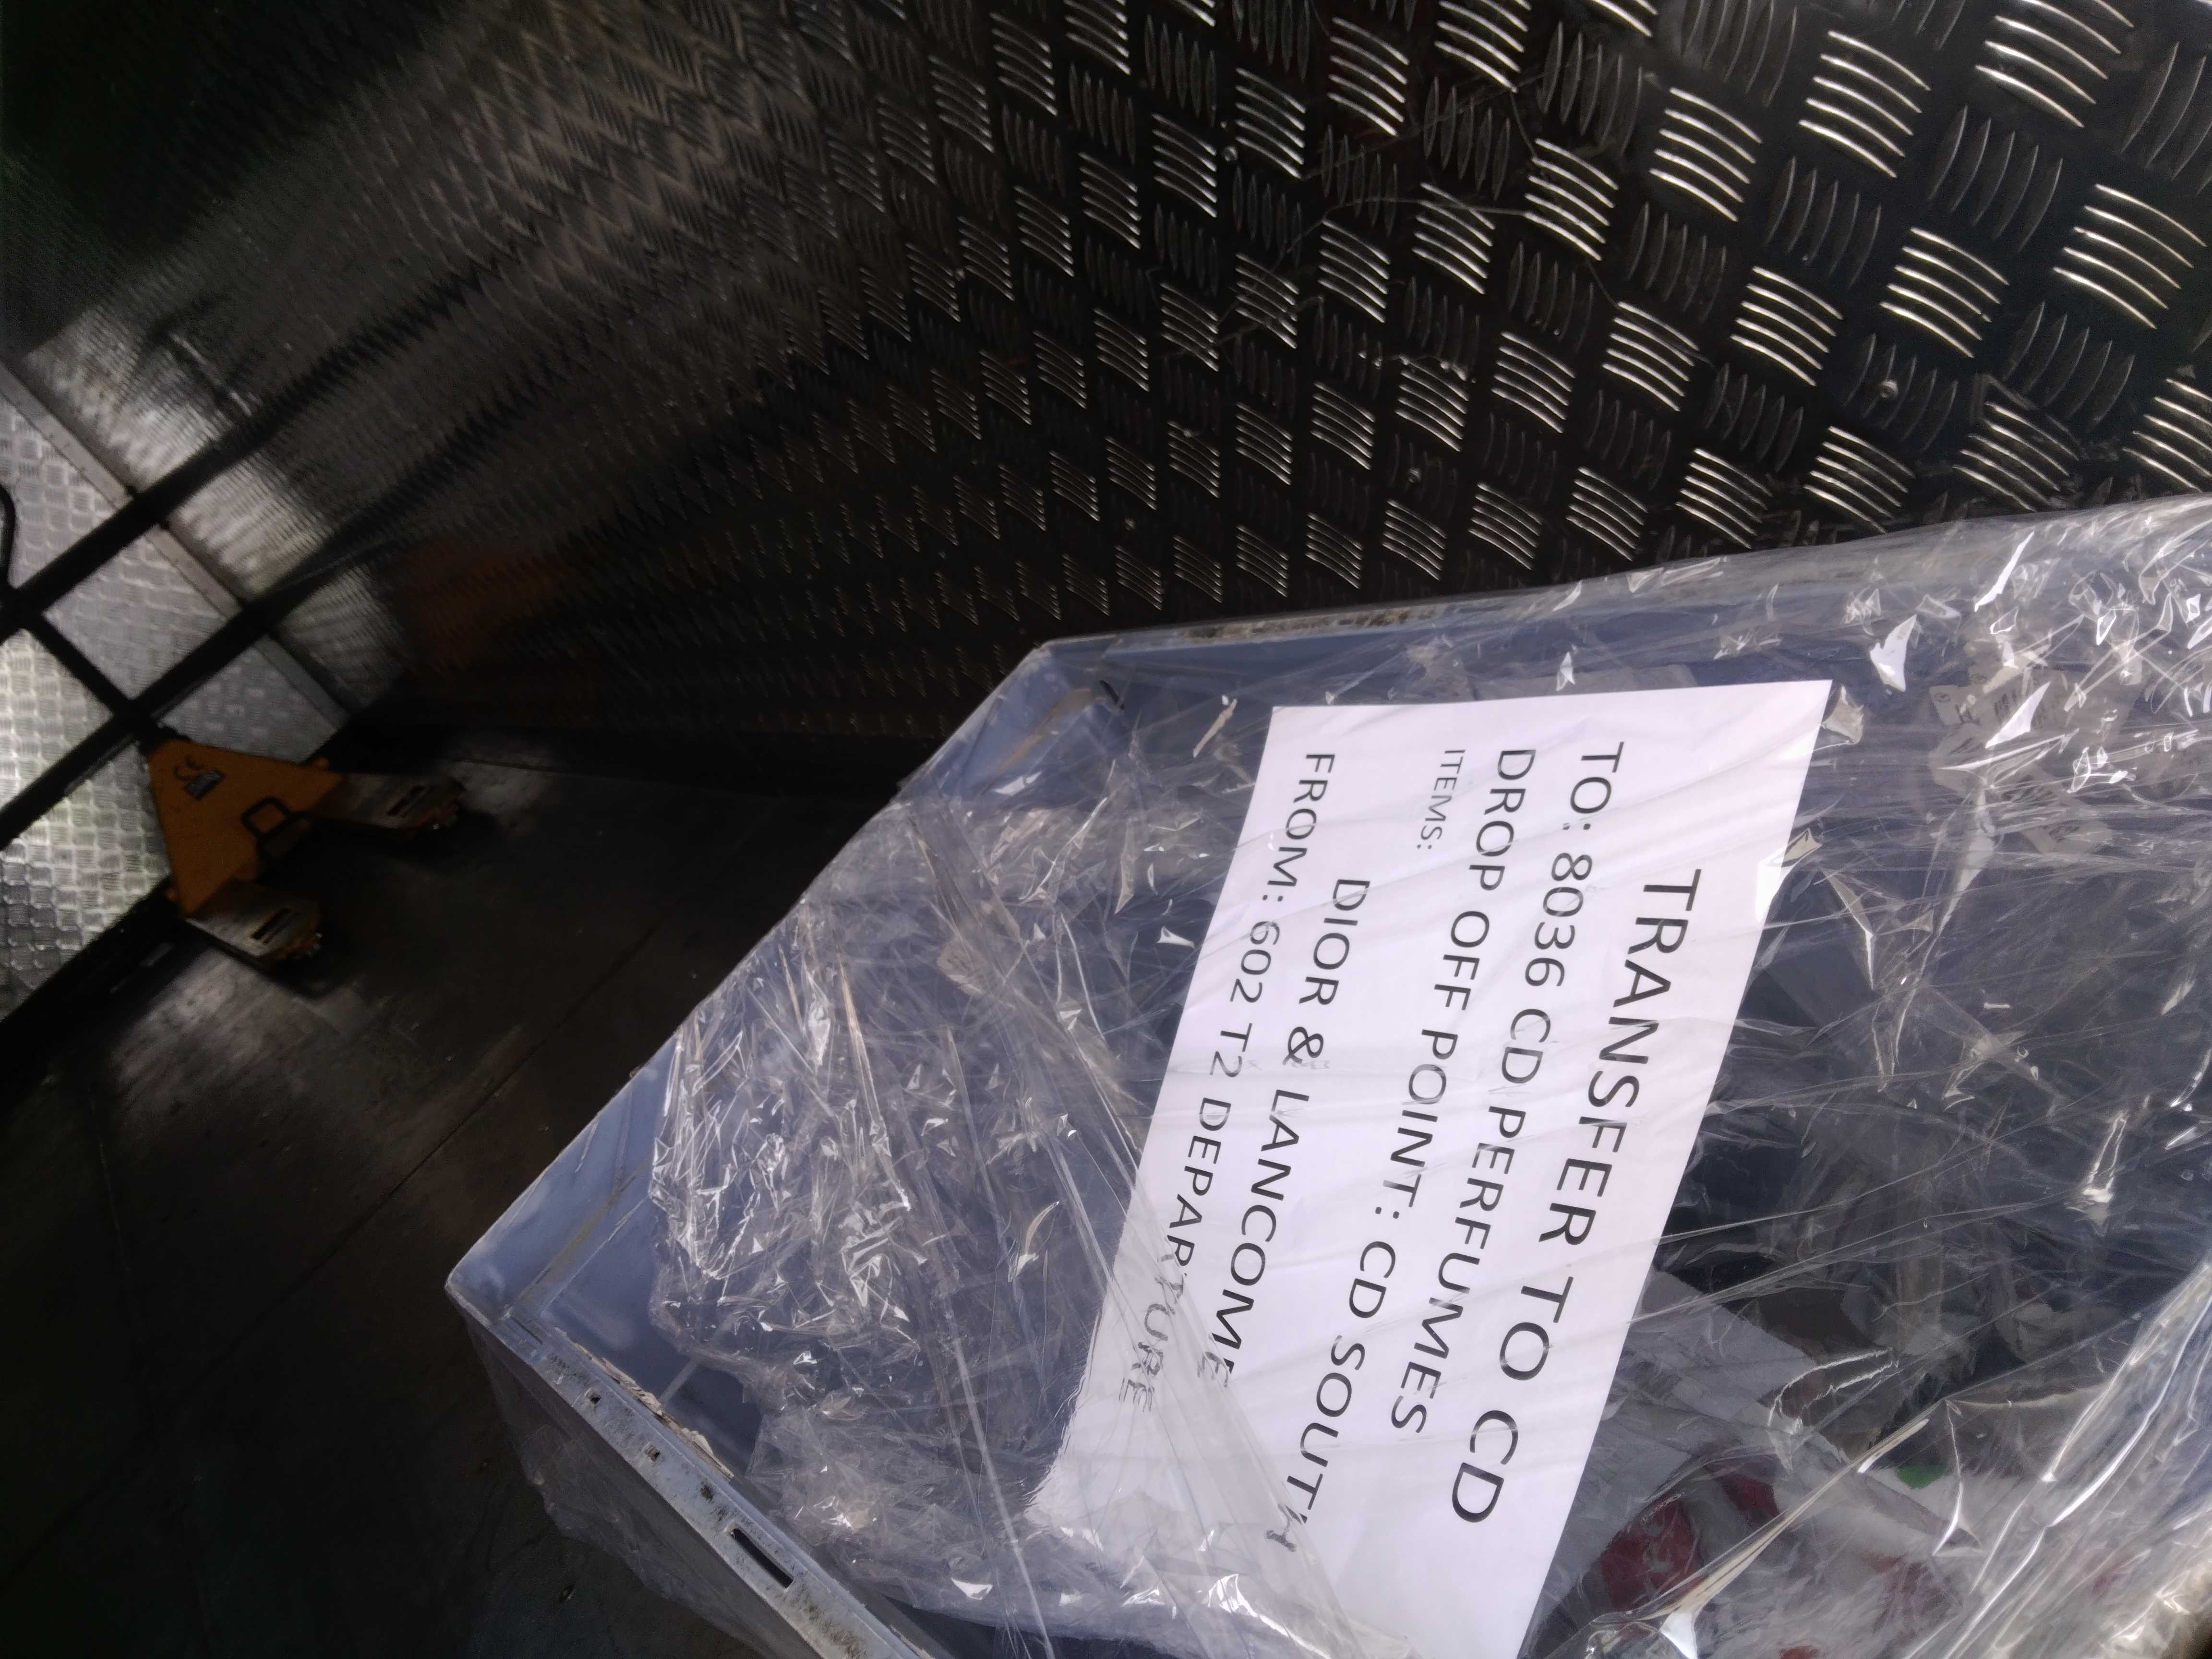 TRANSFER TO CD
TO: 8036 CD PERFUMES
DROP OFF POINT: CD SOUTH
ITEMS:
DIOR & LANCOME
FROM: 602 T2 DEPARTURE
CE